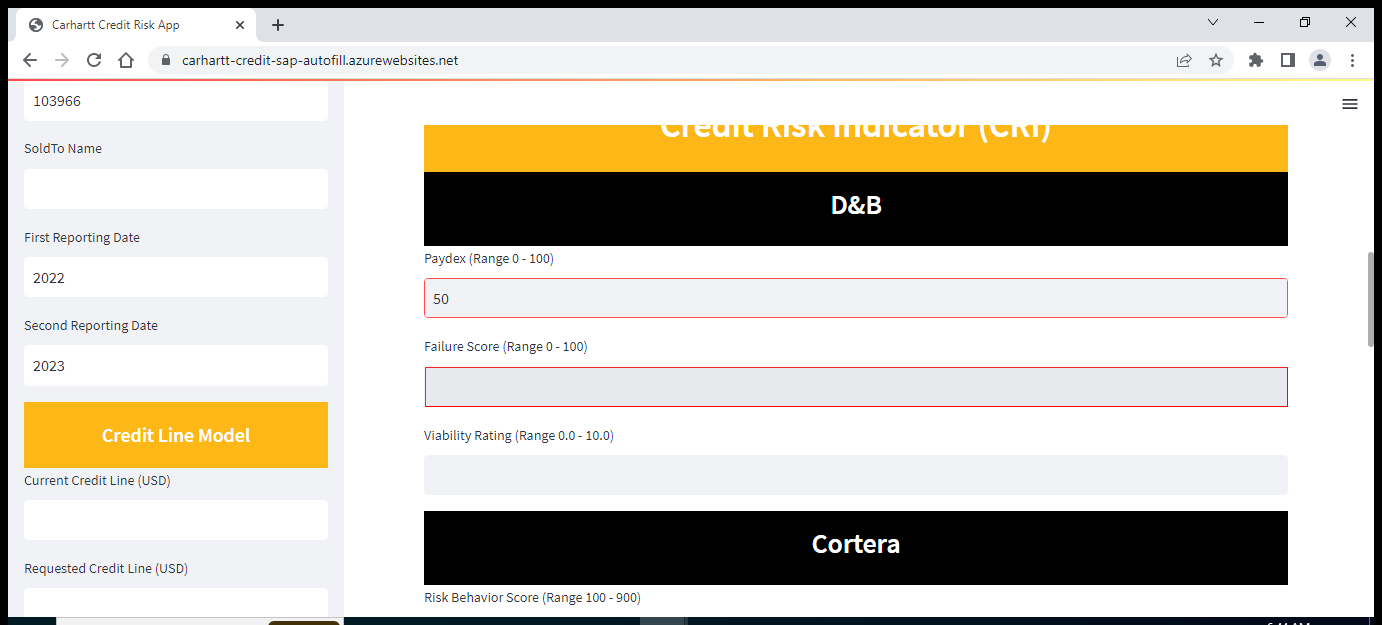 Carhartt Credit Risk App
carhartt-credit-sap-autofill.azurewebsites.net
103966
SoldTo Name
First Reporting Date
2022
Second Reporting Date
2023
Credit Line Model
Current Credit Line (USD)
Requested Credit Line (USD)
Credit Risk Indicator (CRI)
D&B
Paydex (Range 0 - 100)
50
Failure Score (Range 0 - 100)
Viability Rating (Range 0.0 - 10.0)
Cortera
Risk Behavior Score (Range 100 - 900)